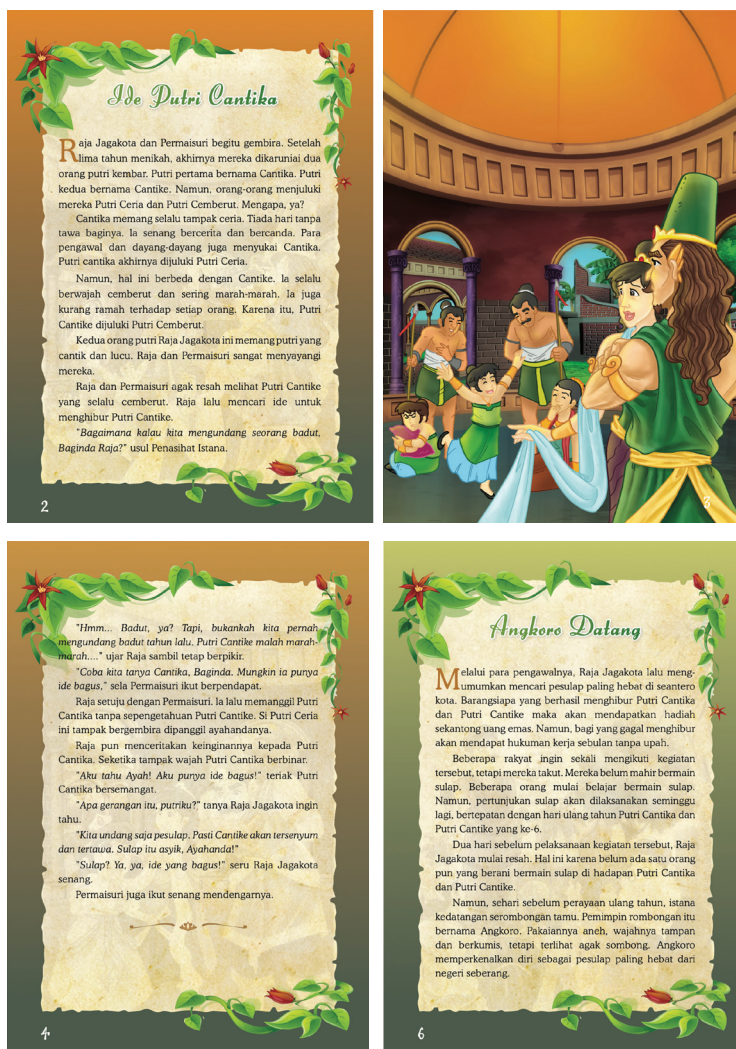 Ide Putri Cantika
Raja Jagakota dan Permaisuri begitu gembira. Setelah
lima tahun menikah, akhirnya mereka dikaruniai dua
orang putri kembar. Putri pertama bernama Cantika. Putri
kedua bernama Cantike. Namun, orang-orang menjuluki
mereka Putri Ceria dan Putri Cemberut. Mengapa, ya?
Cantika memang selalu tampak ceria. Tiada hari tanpa
tawa baginya. Ia senang bercerita dan bercanda. Para
pengawal dan dayang-dayang juga menyukai Cantika.
Putri cantika akhirnya dijuluki Putri Ceria.
Namun, hal ini berbeda dengan Cantike. Ia selalu
berwajah cemberut dan sering marah-marah. Ia juga
kurang ramah terhadap setiap orang. Karena itu, Putri
Cantike dijuluki Putri Cemberut.
Kedua orang putri Raja Jagakota ini memang putri yang
cantik dan lucu. Raja dan Permaisuri sangat menyayangi
mereka.
Raja dan Permaisuri agak resah melihat Putri Cantike
yang selalu cemberut. Raja lalu mencari ide untuk
menghibur Putri Cantike.
"Bagaimana kalau kita mengundang seorang badut,
Baginda Raja?" usul Penasihat Istana.
2
3
"Hmm... Badut, ya? Tapi, bukankah kita pernah
mengundang badut tahun lalu. Putri Cantike malah marah-
marah...." ujar Raja sambil tetap berpikir.
"Coba kita tanya Cantika, Baginda. Mungkin ia punya
ide bagus," sela Permaisuri ikut berpendapat.
Raja setuju dengan Permaisuri. Ia lalu memanggil Putri
Cantika tanpa sepengetahuan Putri Cantike. Si Putri Ceria
ini tampak bergembira dipanggil ayahandanya.
Raja pun menceritakan keinginannya kepada Putri
Cantika. Seketika tampak wajah Putri Cantika berbinar.
"Aku tahu Ayah! Aku punya ide bagus!" teriak Putri
Cantika bersemangat.
"Apa gerangan itu, putriku?" tanya Raja Jagakota ingin
tahu.
"Kita undang saja pesulap. Pasti Cantike akan tersenyum
dan tertawa. Sulap itu asyik, Ayahanda!"
"Sulap? Ya, ya, ide yang bagus!" seru Raja Jagakota
senang.
Permaisuri juga ikut senang mendengarnya.
4
Angkoro Datang
Melalui para pengawalnya, Raja Jagakota lalu meng-
umumkan mencari pesulap paling hebat di seantero
kota. Barangsiapa yang berhasil menghibur Putri Cantika
dan Putri Cantike maka akan mendapatkan hadiah
sekantong uang emas. Namun, bagi yang gagal menghibur
akan mendapat hukuman kerja sebulan tanpa upah.
Beberapa rakyat ingin sekali mengikuti kegiatan
tersebut, tetapi mereka takut. Mereka belum mahir bermain
sulap. Beberapa orang mulai belajar bermain sulap.
Namun, pertunjukan sulap akan dilaksanakan seminggu
lagi, bertepatan dengan hari ulang tahun Putri Cantika dan
Putri Cantike yang ke-6.
Dua hari sebelum pelaksanaan kegiatan tersebut, Raja
Jagakota mulai resah. Hal ini karena belum ada satu orang
pun yang berani bermain sulap di hadapan Putri Cantika
dan Putri Cantike.
Namun, sehari sebelum perayaan ulang tahun, istana
kedatangan serombongan tamu. Pemimpin rombongan itu
bernama Angkoro. Pakaiannya aneh, wajahnya tampan
dan berkumis, tetapi terlihat agak sombong. Angkoro
memperkenalkan diri sebagai pesulap paling hebat dari
negeri seberang.
6